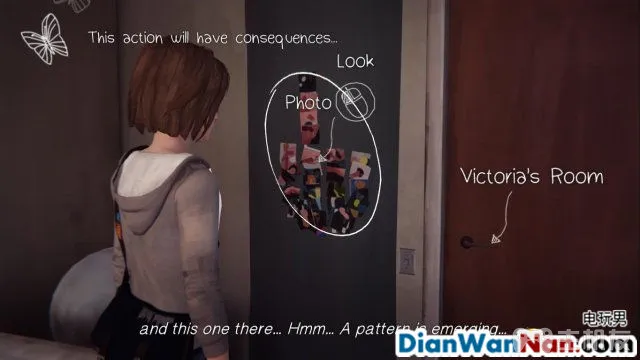 This action will have consequences...
Look
Photo
Victoria's Room
and this one there... Hmm... A pattern is emerging...
电玩男
DianWanNan.com